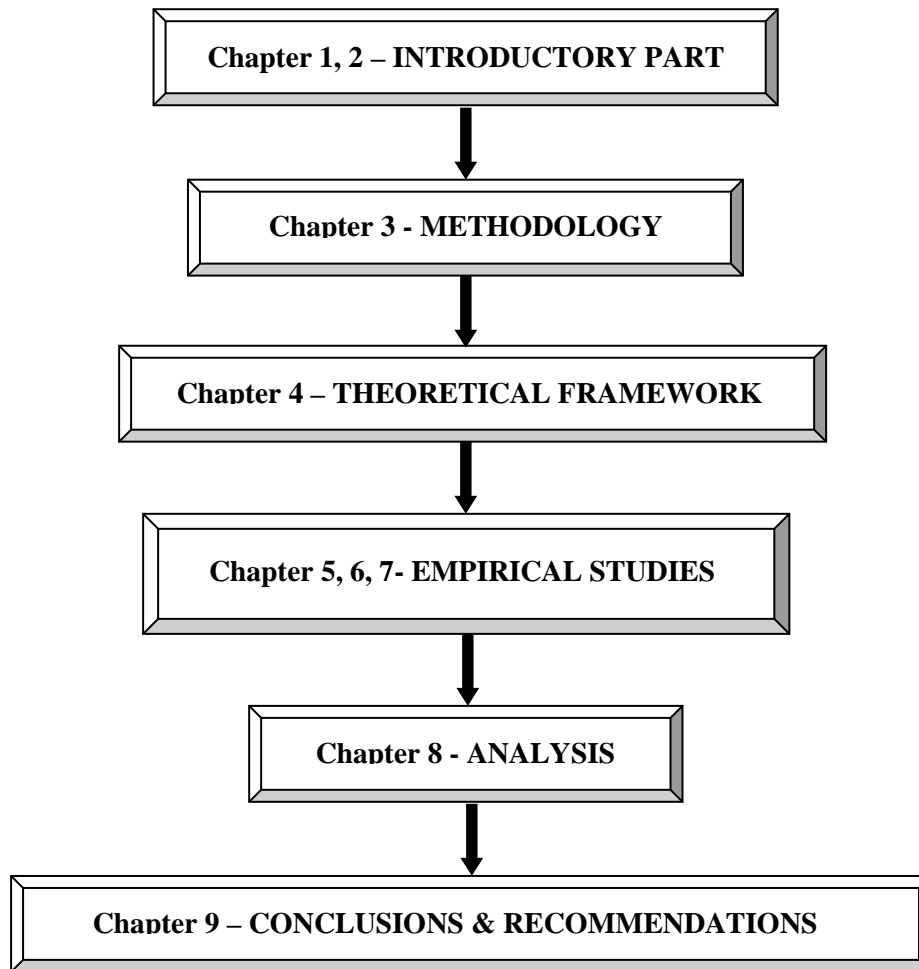 Chapter 1, 2 – INTRODUCTORY PART
Chapter 3 - METHODOLOGY
Chapter 4 – THEORETICAL FRAMEWORK
Chapter 5, 6, 7- EMPIRICAL STUDIES
Chapter 8 - ANALYSIS
Chapter 9 – CONCLUSIONS & RECOMMENDATIONS